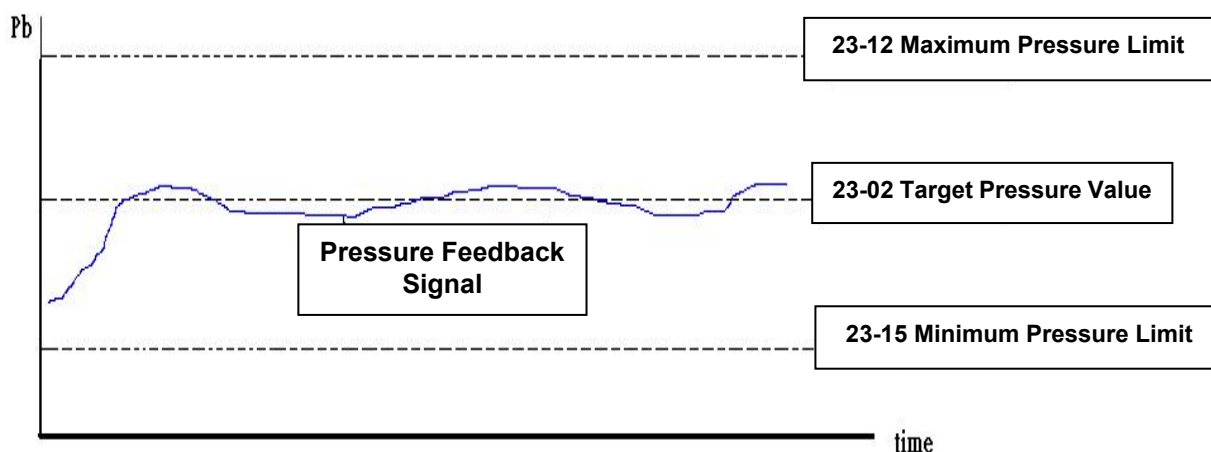 Pb
23-12 Maximum Pressure Limit
23-02 Target Pressure Value
Pressure Feedback
Signal
23-15 Minimum Pressure Limit
time